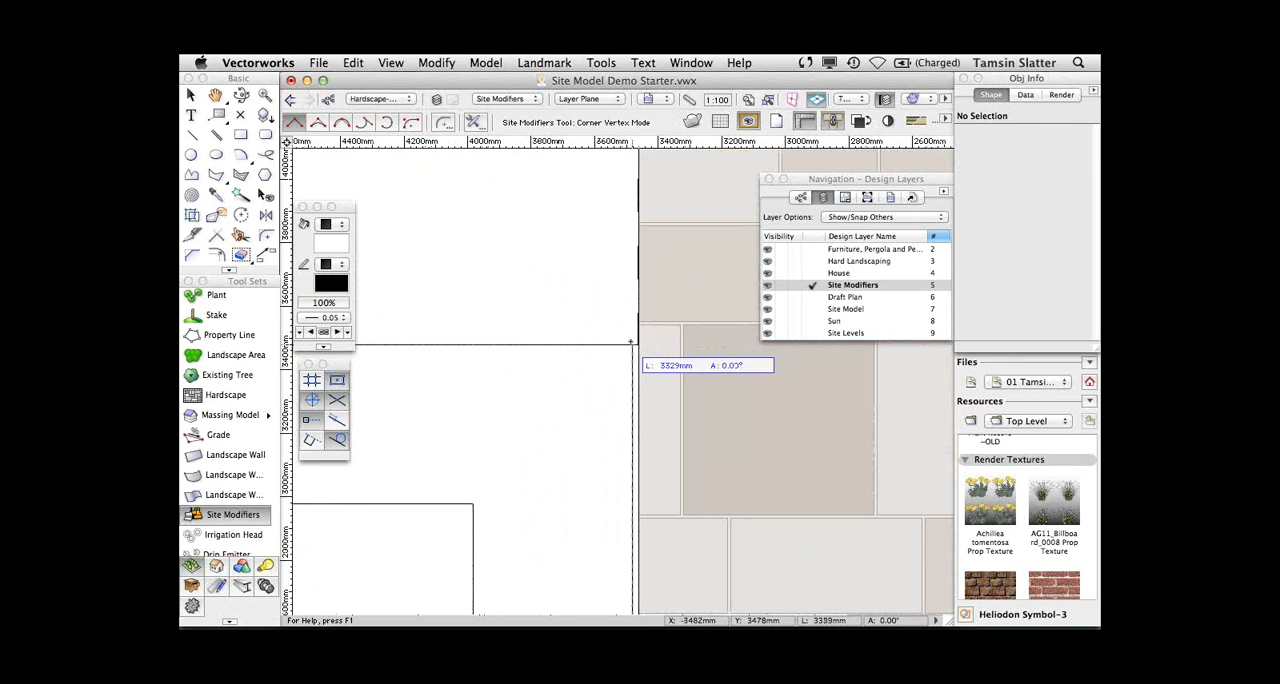 Vectorworks File Edit View Modify Model Landmark Tools Text Window Help (Charged) Tamsin Slatter
Basic
Site Model Demo Starter.vwx
Obj Info
Hardscape-... Site Modifiers Layer Plane 1:100 T...
Shape Data Render
No Selection
Site Modifiers Tool: Corner Vertex Mode
0mm 4400mm 4200mm 4000mm 3800mm 3600mm 3400mm 3200mm 3000mm 2800mm 2600mm
Navigation – Design Layers
Layer Options: Show/Snap Others
Visibility Design Layer Name #
Furniture, Pergola and Pe... 2
Hard Landscaping 3
House 4
Site Modifiers 5
Draft Plan 6
Site Model 7
Sun 8
Site Levels 9
100%
0.05
Tool Sets
Plant
Stake
Property Line
Landscape Area
Existing Tree
Hardscape
Massing Model
Grade
Landscape Wall
Landscape W...
Landscape W...
Site Modifiers
Irrigation Head
Drip Emitter
L: 3329mm A: 0.00°
Files
01 Tamsi...
Resources
Top Level
-OLD
Render Textures
Achillea
tomentosa
Prop Texture
AG11_Billboa
rd_0008 Prop
Texture
Heliodon Symbol-3
For Help, press F1
X: -3482mm Y: 3478mm L: 3389mm A: 0.00°